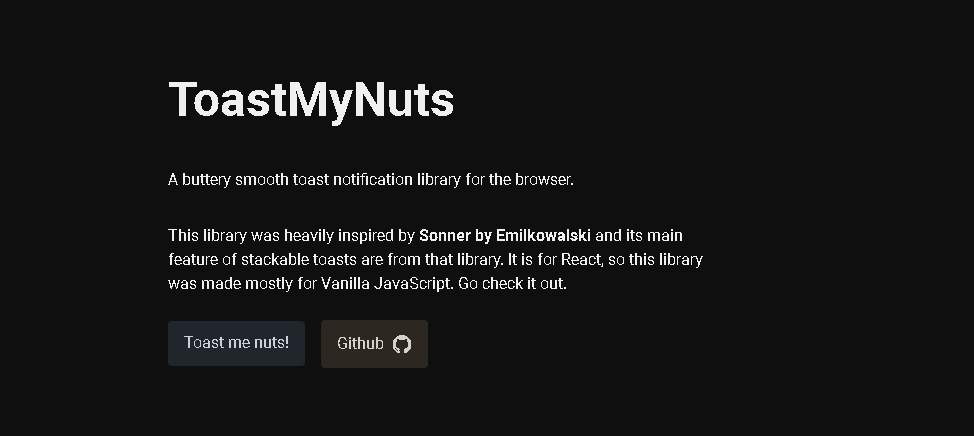 ToastMyNuts
A buttery smooth toast notification library for the browser.
This library was heavily inspired by Sonner by Emilkowalski and its main
feature of stackable toasts are from that library. It is for React, so this library
was made mostly for Vanilla JavaScript. Go check it out.
Toast me nuts! Github